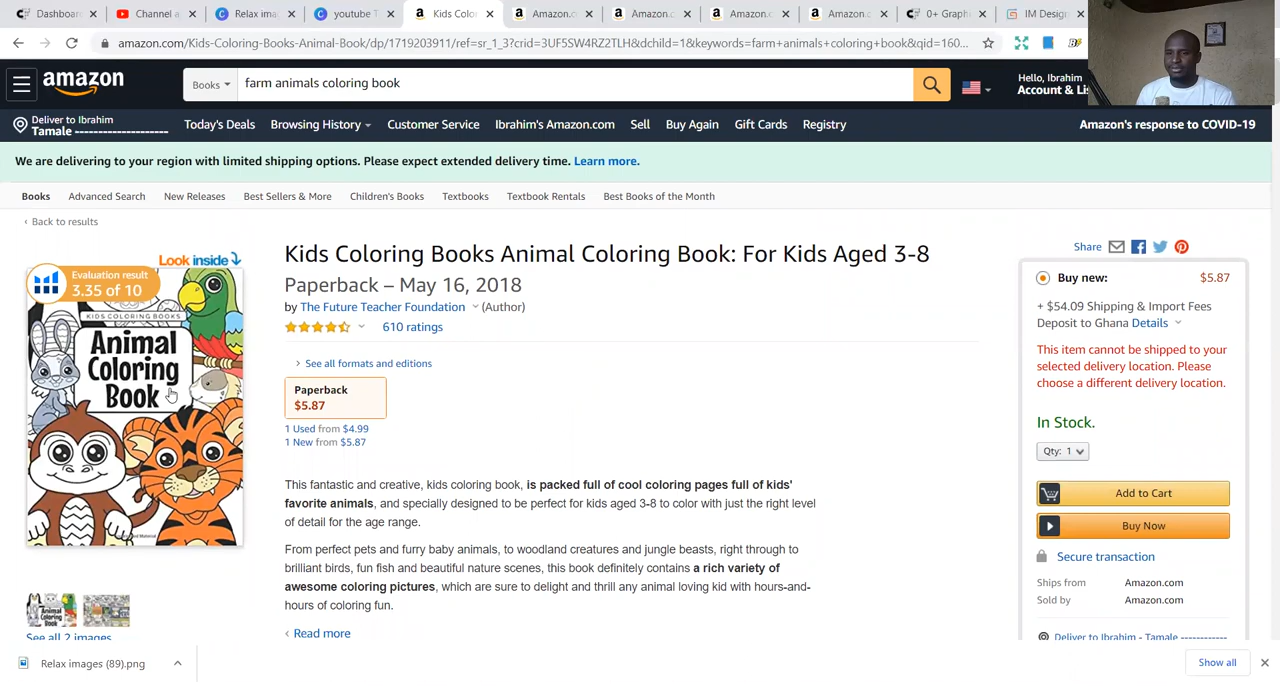 Dashboar
Channel a
Relax ima
youtube T
Kids Colo
Amazon.c
Amazon.c
Amazon.c
Amazon.c
0+ Graph
IM Design
amazon.com/Kids-Coloring-Books-Animal-Book/dp/1719203911/ref=sr_1_3?crid=3UF5SW4RZ2TLH&dchild=1&keywords=farm+animals+coloring+book&qid=160...
amazon
Books
farm animals coloring book
Hello, Ibrahim
Account & Lis
Deliver to Ibrahim
Tamale ------------------
Today's Deals Browsing History Customer Service Ibrahim's Amazon.com Sell Buy Again Gift Cards Registry
Amazon's response to COVID-19
We are delivering to your region with limited shipping options. Please expect extended delivery time. Learn more.
Books Advanced Search New Releases Best Sellers & More Children's Books Textbooks Textbook Rentals Best Books of the Month
‹ Back to results
Look inside
Evaluation result
3.35 of 10
KIDS COLORING BOOKS
Animal
Coloring
Book
See all 2 images
Kids Coloring Books Animal Coloring Book: For Kids Aged 3-8
Paperback – May 16, 2018
by The Future Teacher Foundation (Author)
610 ratings
› See all formats and editions
Paperback
$5.87
1 Used from $4.99
1 New from $5.87
This fantastic and creative, kids coloring book, is packed full of cool coloring pages full of kids'
favorite animals, and specially designed to be perfect for kids aged 3-8 to color with just the right level
of detail for the age range.
From perfect pets and furry baby animals, to woodland creatures and jungle beasts, right through to
brilliant birds, fun fish and beautiful nature scenes, this book definitely contains a rich variety of
awesome coloring pictures, which are sure to delight and thrill any animal loving kid with hours-and-
hours of coloring fun.
‹ Read more
Share
Buy new: $5.87
+ $54.09 Shipping & Import Fees
Deposit to Ghana Details
This item cannot be shipped to your
selected delivery location. Please
choose a different delivery location.
In Stock.
Qty: 1
Add to Cart
Buy Now
Secure transaction
Ships from Amazon.com
Sold by Amazon.com
Deliver to Ibrahim - Tamale -----------
Relax images (89).png
Show all